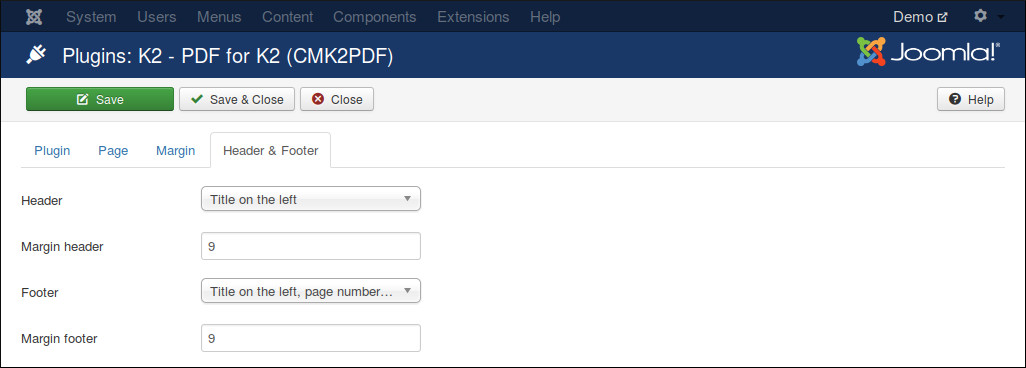 System Users Menus Content Components Extensions Help Demo
Plugins: K2 - PDF for K2 (CMK2PDF) Joomla!®
Save Save & Close Close Help
Plugin Page Margin Header & Footer
Header Title on the left
Margin header 9
Footer Title on the left, page number...
Margin footer 9